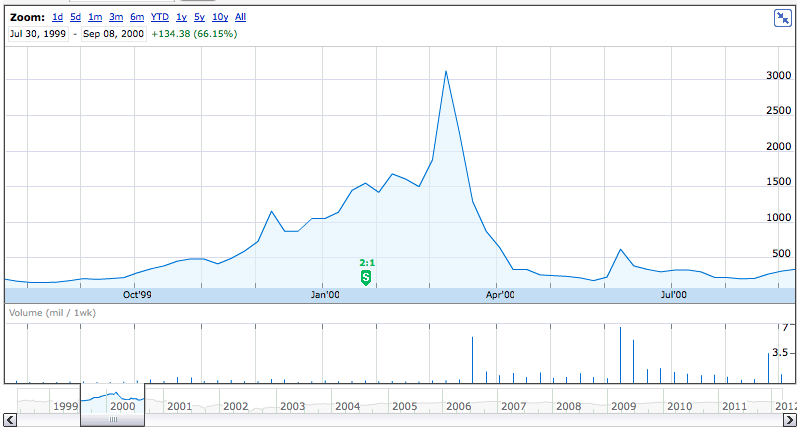 Zoom: 1d 5d 1m 3m 6m YTD 1y 5y 10y All
Jul 30, 1999 - Sep 08, 2000 +134.38 (66.15%)
3000
2500
2000
1500
1000
500
2:1
S
Oct'99 Jan'00 Apr'00 Jul'00
Volume (mil / 1wk)
7
3.5
1999 2000 2001 2002 2003 2004 2005 2006 2007 2008 2009 2010 2011 2012